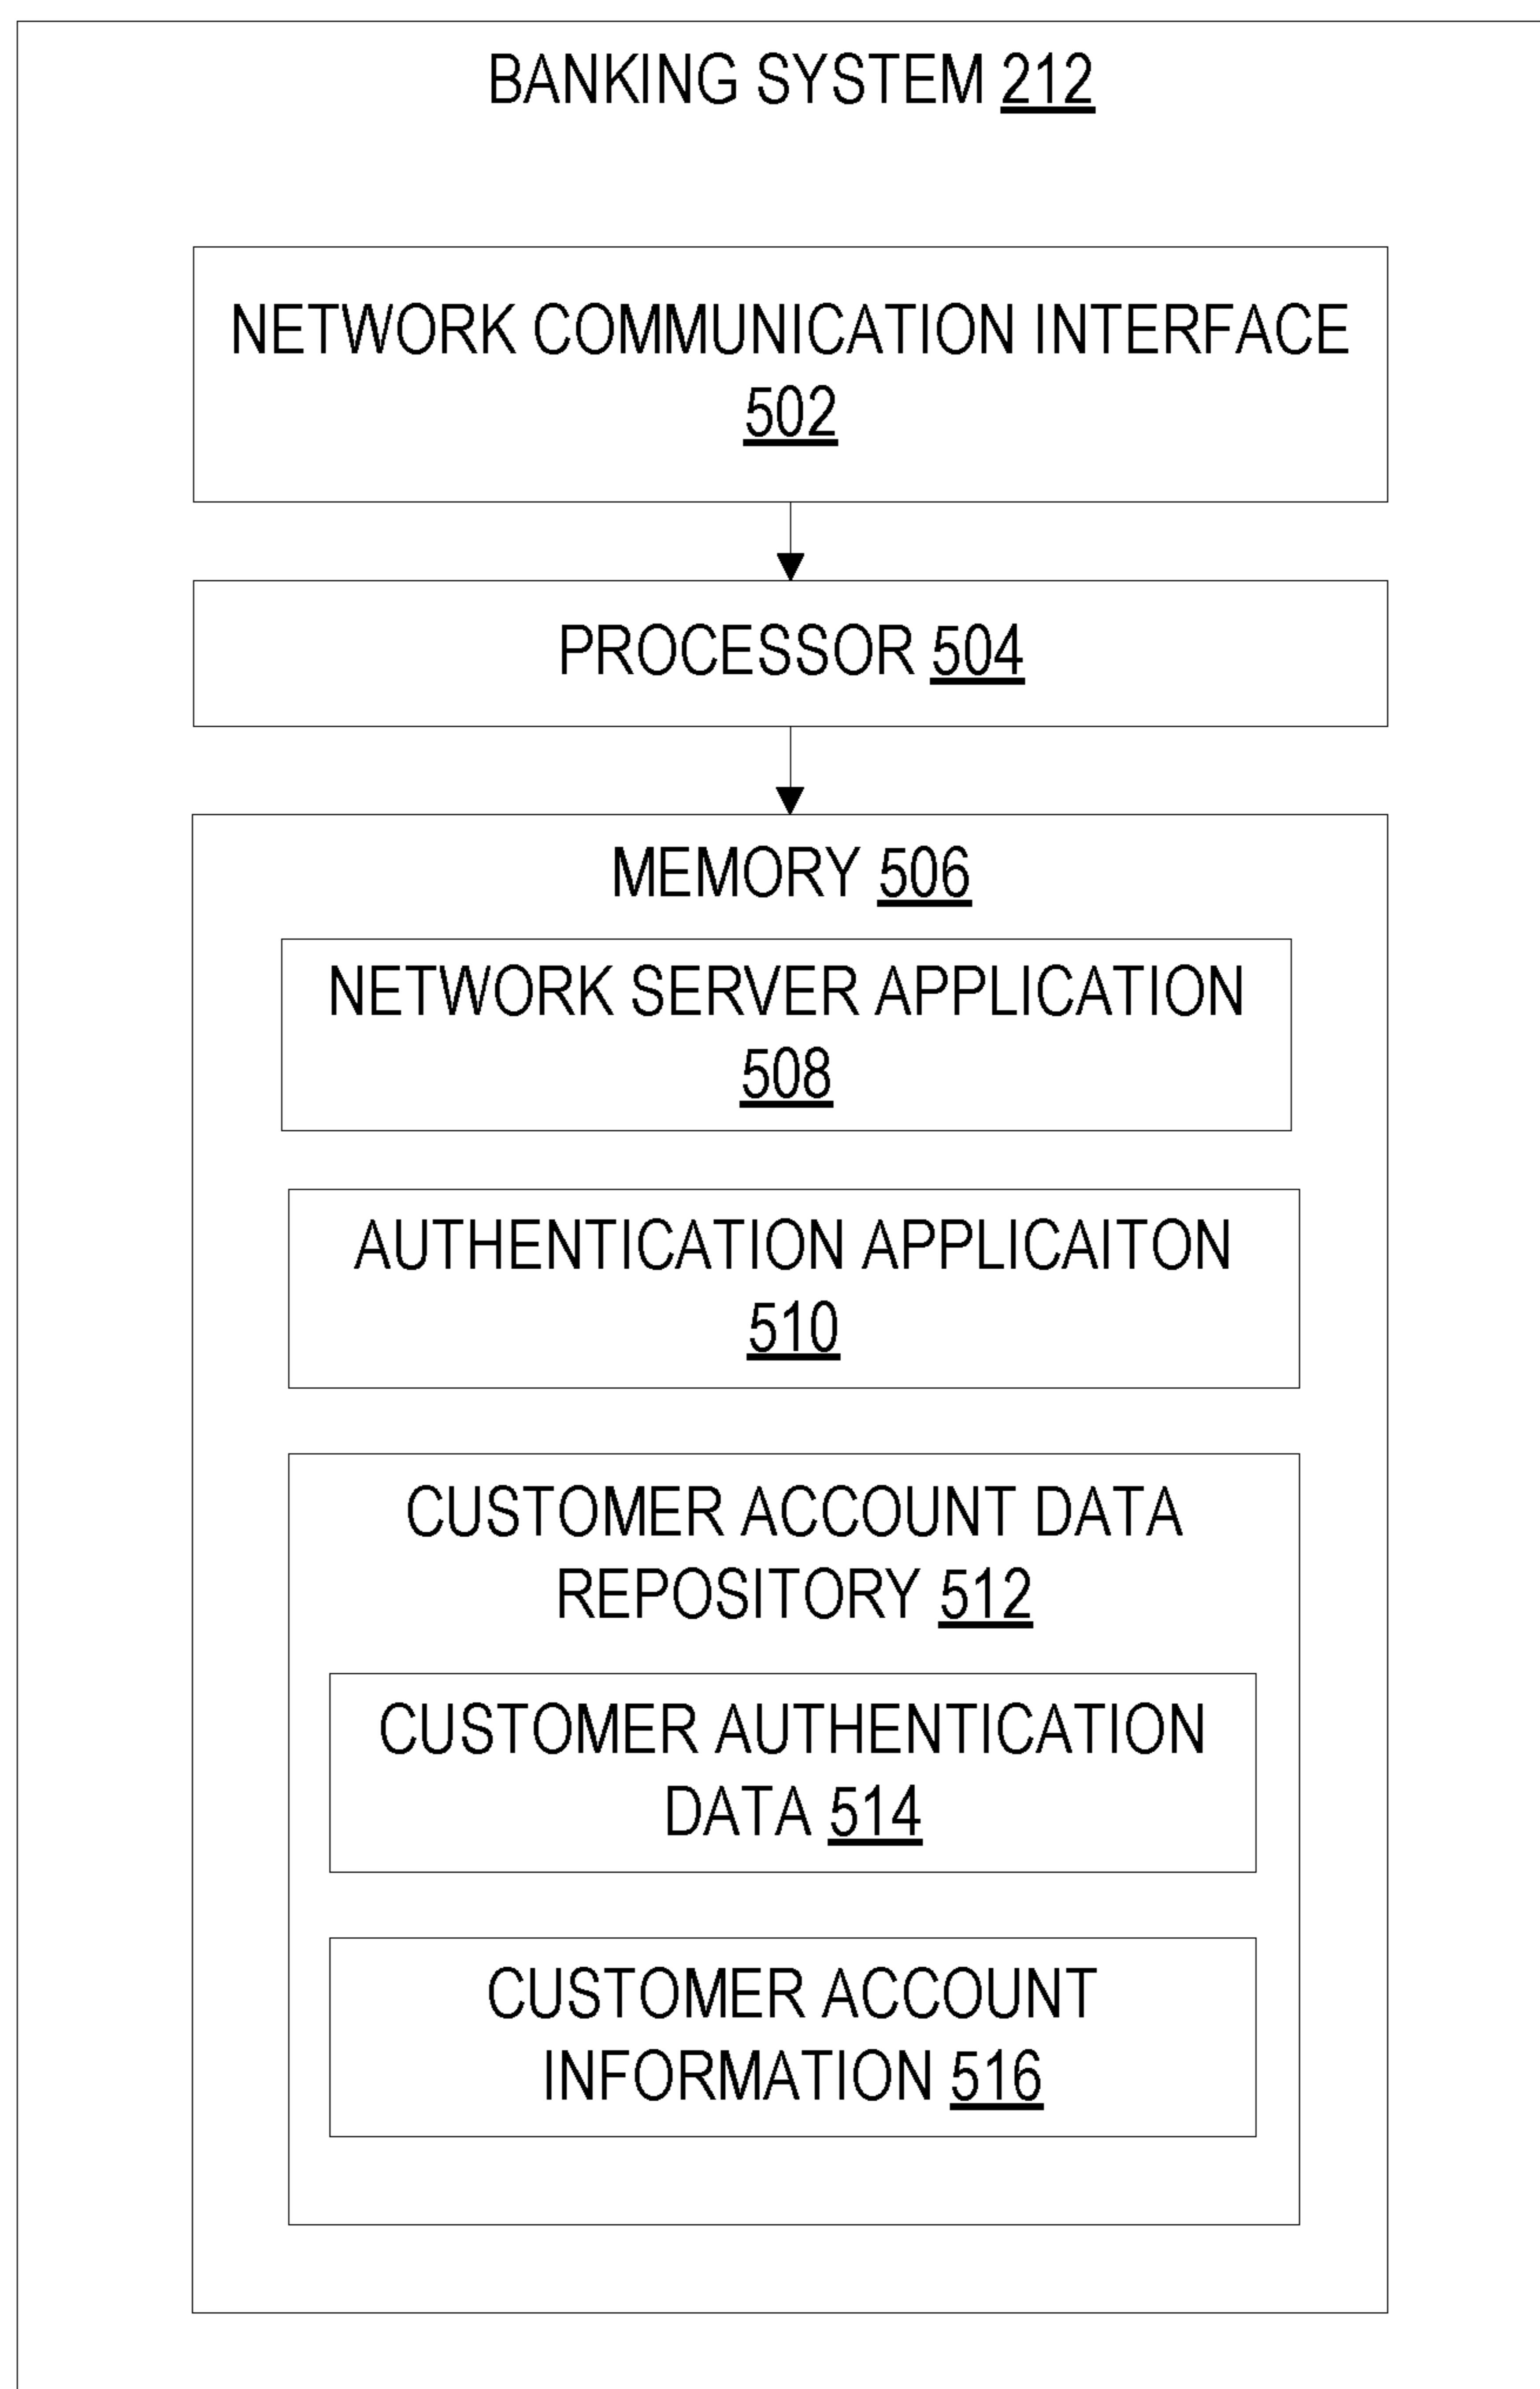 BANKING SYSTEM 212
NETWORK COMMUNICATION INTERFACE
502
PROCESSOR 504
MEMORY 506
NETWORK SERVER APPLICATION
508
AUTHENTICATION APPLICAITON
510
CUSTOMER ACCOUNT DATA
REPOSITORY 512
CUSTOMER AUTHENTICATION
DATA 514
CUSTOMER ACCOUNT
INFORMATION 516